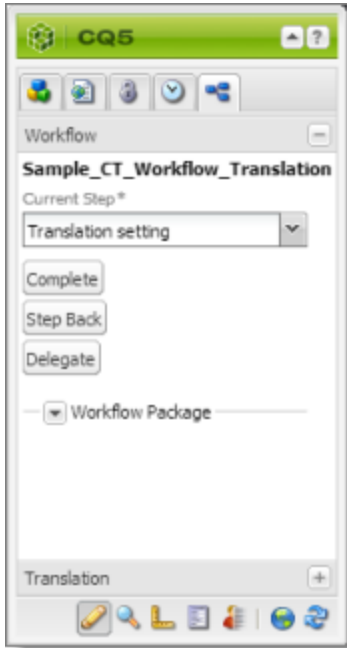 CQ5
?
Workflow
Sample_CT_Workflow_Translation
Current Step*
Translation setting
Complete
Step Back
Delegate
Workflow Package
Translation